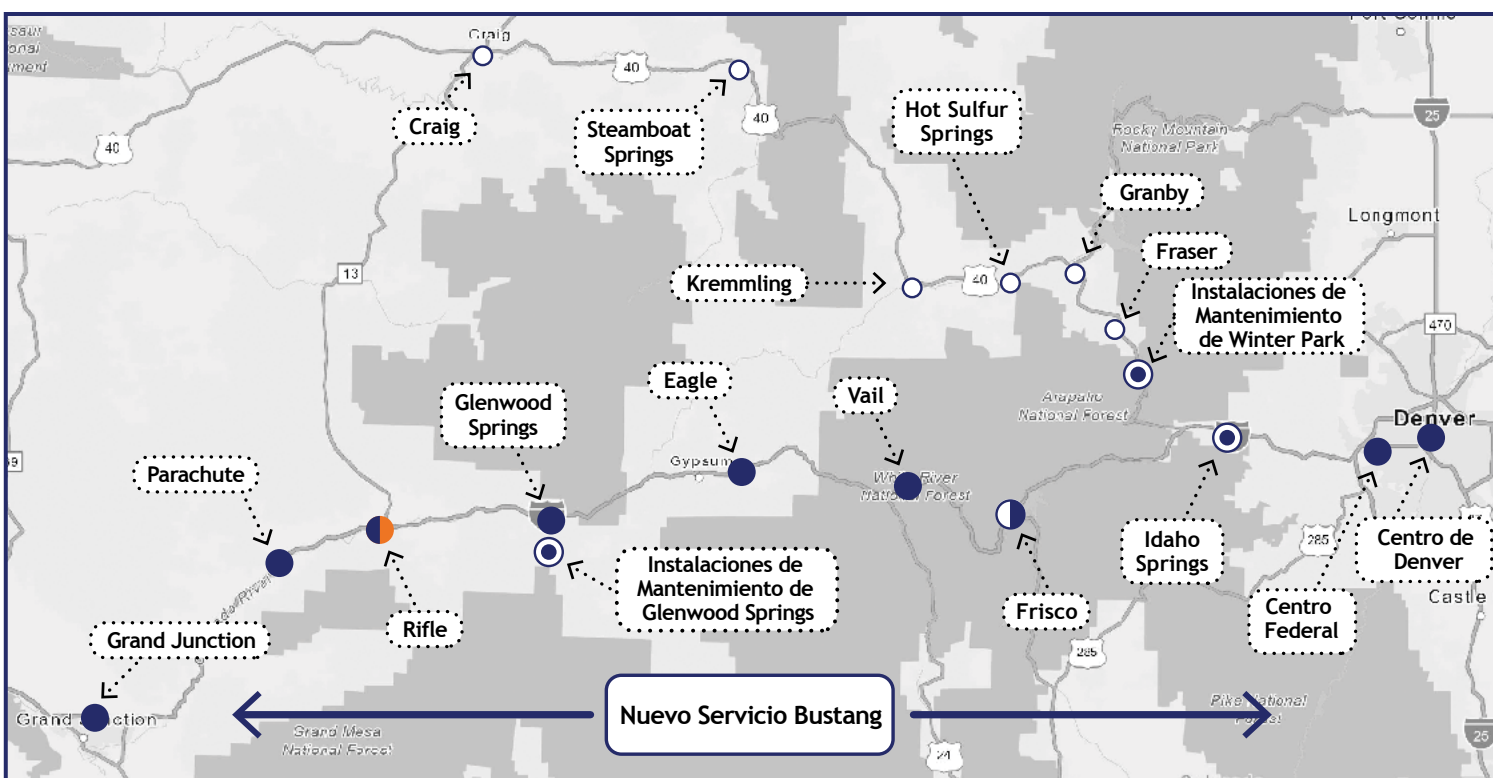 Craig
40
40
40
Craig
Steamboat
Springs
Hot Sulfur
Springs
25
Rocky Mountain
National Park
Granby
Longmont
Fraser
13
Kremmling
40
Instalaciones de
Mantenimiento
de Winter Park
470
Eagle
Vail
Glenwood
Springs
Arapaho
National Forest
Denver
Parachute
Gypsum
National Forest
285
Idaho
Springs
Centro de
Denver
Instalaciones de
Mantenimiento de
Glenwood Springs
Castle
Grand Junction
Rifle
Frisco
Centro
Federal
285
Nuevo Servicio Bustang
Grand Mesa
National Forest
Pike National
24
25